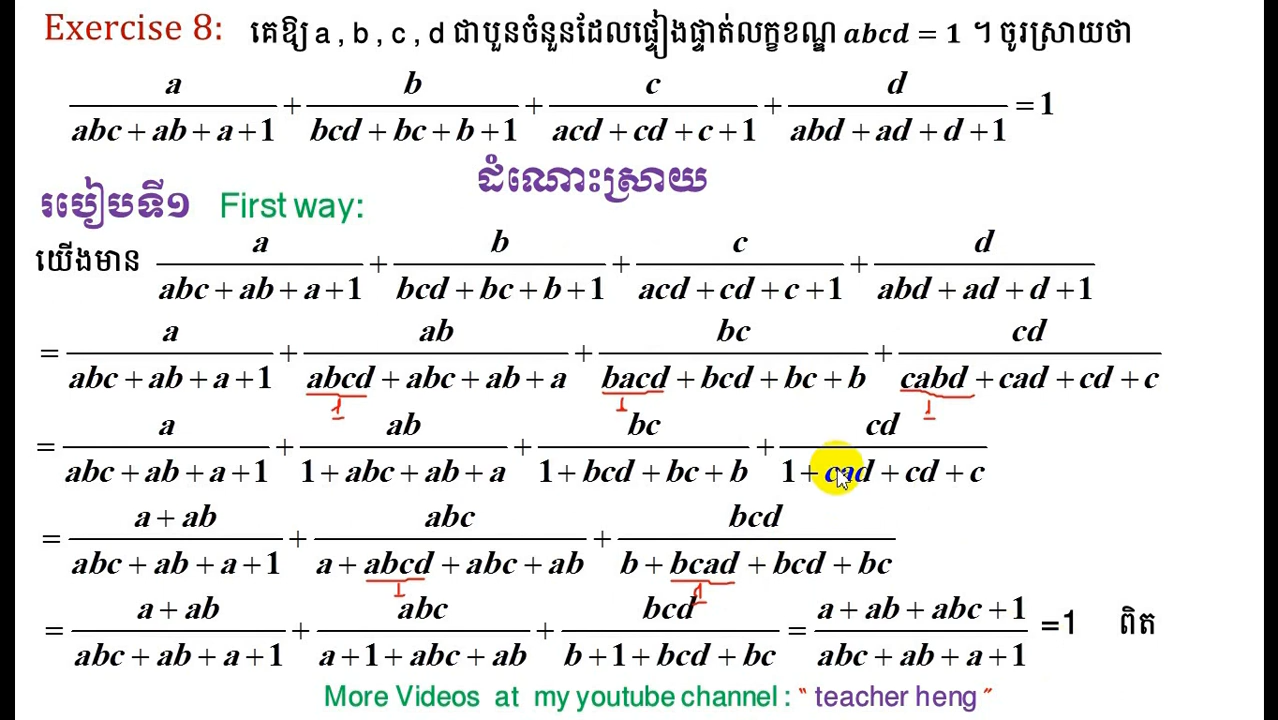 Exercise 8: គេឱ្យ a , b , c , d ជាបួនចំនួនដែលផ្ទៀងផ្ទាត់លក្ខខណ្ឌ abcd = 1 ។ ចូរស្រាយថា
a/(abc + ab + a + 1) + b/(bcd + bc + b + 1) + c/(acd + cd + c + 1) + d/(abd + ad + d + 1) = 1
ដំណោះស្រាយ
របៀបទី១ First way:
យើងមាន a/(abc + ab + a + 1) + b/(bcd + bc + b + 1) + c/(acd + cd + c + 1) + d/(abd + ad + d + 1)
= a/(abc + ab + a + 1) + ab/(abcd + abc + ab + a) + bc/(bacd + bcd + bc + b) + cd/(cabd + cad + cd + c)
1 1 1
= a/(abc + ab + a + 1) + ab/(1 + abc + ab + a) + bc/(1 + bcd + bc + b) + cd/(1 + cad + cd + c)
= (a + ab)/(abc + ab + a + 1) + abc/(a + abcd + abc + ab) + bcd/(b + bcad + bcd + bc)
1 1
= (a + ab)/(abc + ab + a + 1) + abc/(a + 1 + abc + ab) + bcd/(b + 1 + bcd + bc) = (a + ab + abc + 1)/(abc + ab + a + 1) =1 ពិត
More Videos at my youtube channel : “ teacher heng ”